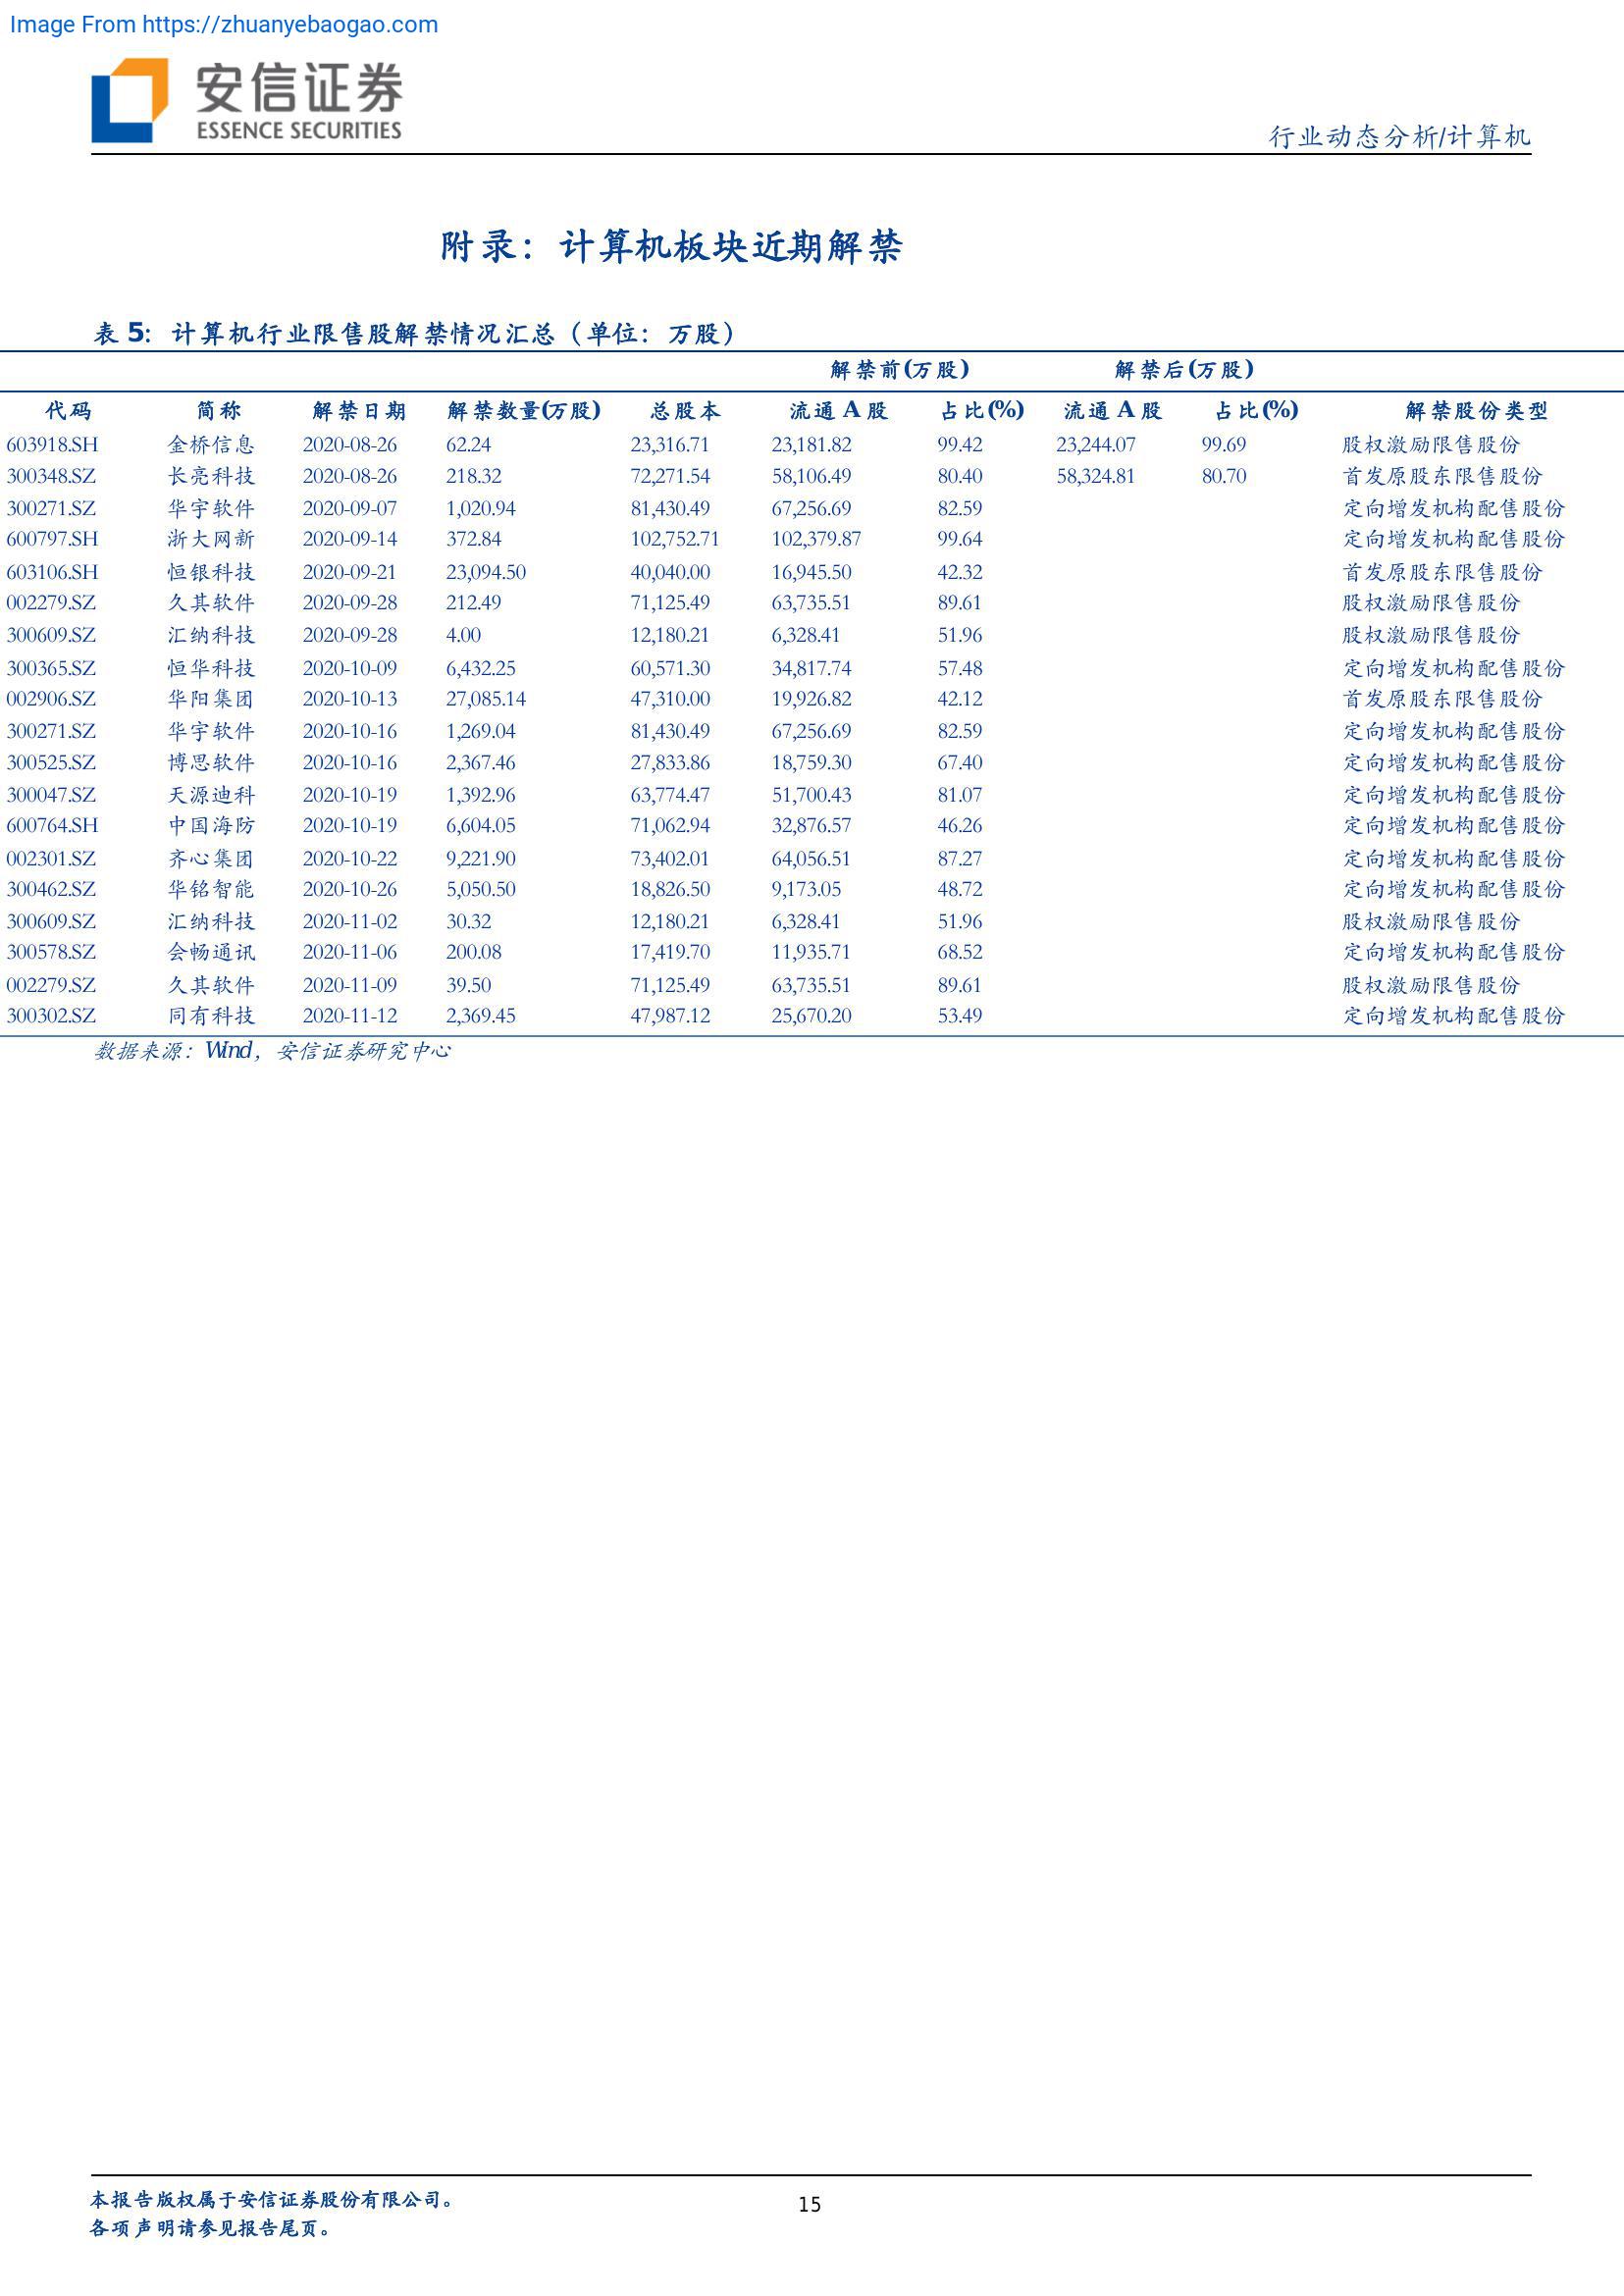 Image From https://zhuanyebaogao.com
安信证券
ESSENCE SECURITIES
行业动态分析/计算机
附录：计算机板块近期解禁
表 5：计算机行业限售股解禁情况汇总（单位：万股）
解禁前(万股) 解禁后(万股)
代码 简称 解禁日期 解禁数量(万股) 总股本 流通 A 股 占比(%) 流通 A 股 占比(%) 解禁股份类型
603918.SH 金桥信息 2020-08-26 62.24 23,316.71 23,181.82 99.42 23,244.07 99.69 股权激励限售股份
300348.SZ 长亮科技 2020-08-26 218.32 72,271.54 58,106.49 80.40 58,324.81 80.70 首发原股东限售股份
300271.SZ 华宇软件 2020-09-07 1,020.94 81,430.49 67,256.69 82.59 定向增发机构配售股份
600797.SH 浙大网新 2020-09-14 372.84 102,752.71 102,379.87 99.64 定向增发机构配售股份
603106.SH 恒银科技 2020-09-21 23,094.50 40,040.00 16,945.50 42.32 首发原股东限售股份
002279.SZ 久其软件 2020-09-28 212.49 71,125.49 63,735.51 89.61 股权激励限售股份
300609.SZ 汇纳科技 2020-09-28 4.00 12,180.21 6,328.41 51.96 股权激励限售股份
300365.SZ 恒华科技 2020-10-09 6,432.25 60,571.30 34,817.74 57.48 定向增发机构配售股份
002906.SZ 华阳集团 2020-10-13 27,085.14 47,310.00 19,926.82 42.12 首发原股东限售股份
300271.SZ 华宇软件 2020-10-16 1,269.04 81,430.49 67,256.69 82.59 定向增发机构配售股份
300525.SZ 博思软件 2020-10-16 2,367.46 27,833.86 18,759.30 67.40 定向增发机构配售股份
300047.SZ 天源迪科 2020-10-19 1,392.96 63,774.47 51,700.43 81.07 定向增发机构配售股份
600764.SH 中国海防 2020-10-19 6,604.05 71,062.94 32,876.57 46.26 定向增发机构配售股份
002301.SZ 齐心集团 2020-10-22 9,221.90 73,402.01 64,056.51 87.27 定向增发机构配售股份
300462.SZ 华铭智能 2020-10-26 5,050.50 18,826.50 9,173.05 48.72 定向增发机构配售股份
300609.SZ 汇纳科技 2020-11-02 30.32 12,180.21 6,328.41 51.96 股权激励限售股份
300578.SZ 会畅通讯 2020-11-06 200.08 17,419.70 11,935.71 68.52 定向增发机构配售股份
002279.SZ 久其软件 2020-11-09 39.50 71,125.49 63,735.51 89.61 股权激励限售股份
300302.SZ 同有科技 2020-11-12 2,369.45 47,987.12 25,670.20 53.49 定向增发机构配售股份
数据来源：Wind，安信证券研究中心
本报告版权属于安信证券股份有限公司。
各项声明请参见报告尾页。
15